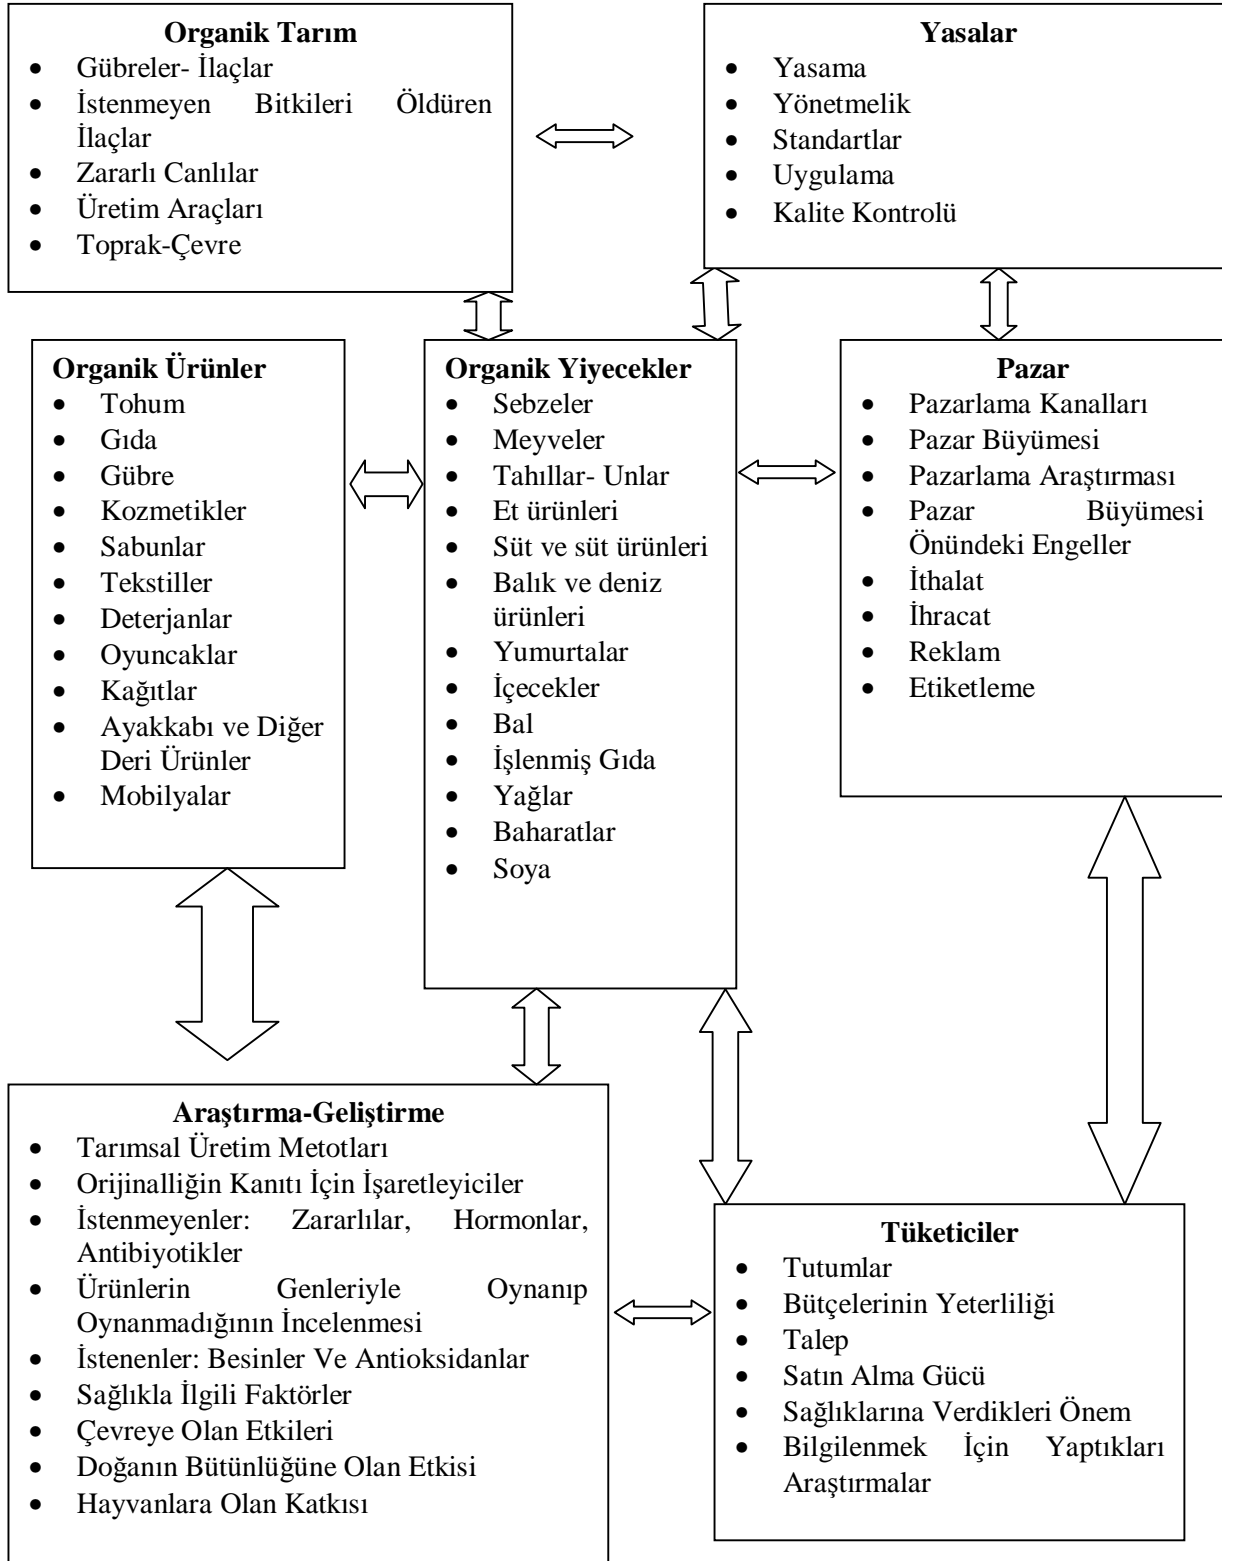 Organik Tarım
• Gübreler- İlaçlar
• İstenmeyen Bitkileri Öldüren
İlaçlar
• Zararlı Canlılar
• Üretim Araçları
• Toprak-Çevre
Yasalar
• Yasama
• Yönetmelik
• Standartlar
• Uygulama
• Kalite Kontrolü
Organik Ürünler
• Tohum
• Gıda
• Gübre
• Kozmetikler
• Sabunlar
• Tekstiller
• Deterjanlar
• Oyuncaklar
• Kağıtlar
• Ayakkabı ve Diğer
Deri Ürünler
• Mobilyalar
Organik Yiyecekler
• Sebzeler
• Meyveler
• Tahıllar- Unlar
• Et ürünleri
• Süt ve süt ürünleri
• Balık ve deniz
ürünleri
• Yumurtalar
• İçecekler
• Bal
• İşlenmiş Gıda
• Yağlar
• Baharatlar
• Soya
Pazar
• Pazarlama Kanalları
• Pazar Büyümesi
• Pazarlama Araştırması
• Pazar Büyümesi
Önündeki Engeller
• İthalat
• İhracat
• Reklam
• Etiketleme
Araştırma-Geliştirme
• Tarımsal Üretim Metotları
• Orijinalliğin Kanıtı İçin İşaretleyiciler
• İstenmeyenler: Zararlılar, Hormonlar,
Antibiyotikler
• Ürünlerin Genleriyle Oynanıp
Oynanmadığının İncelenmesi
• İstenenler: Besinler Ve Antioksidanlar
• Sağlıkla İlgili Faktörler
• Çevreye Olan Etkileri
• Doğanın Bütünlüğüne Olan Etkisi
• Hayvanlara Olan Katkısı
Tüketiciler
• Tutumlar
• Bütçelerinin Yeterliliği
• Talep
• Satın Alma Gücü
• Sağlıklarına Verdikleri Önem
• Bilgilenmek İçin Yaptıkları
Araştırmalar